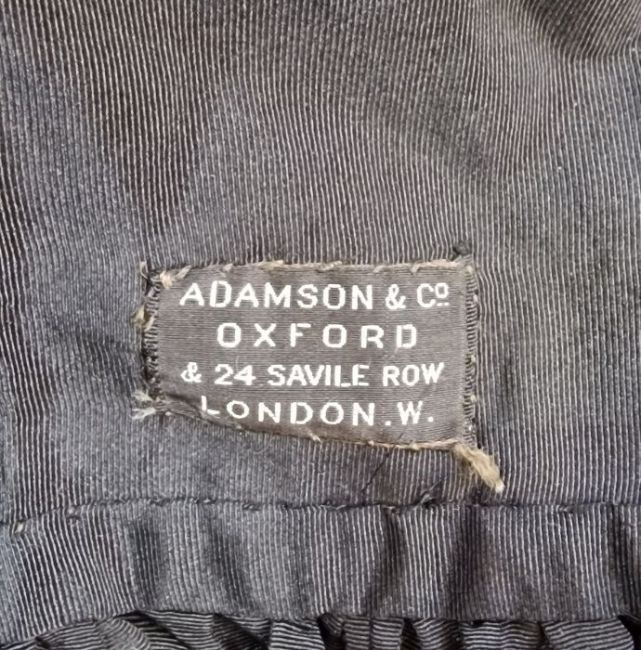 ADAMSON & Cº
OXFORD
& 24 SAVILE ROW
LONDON.W.